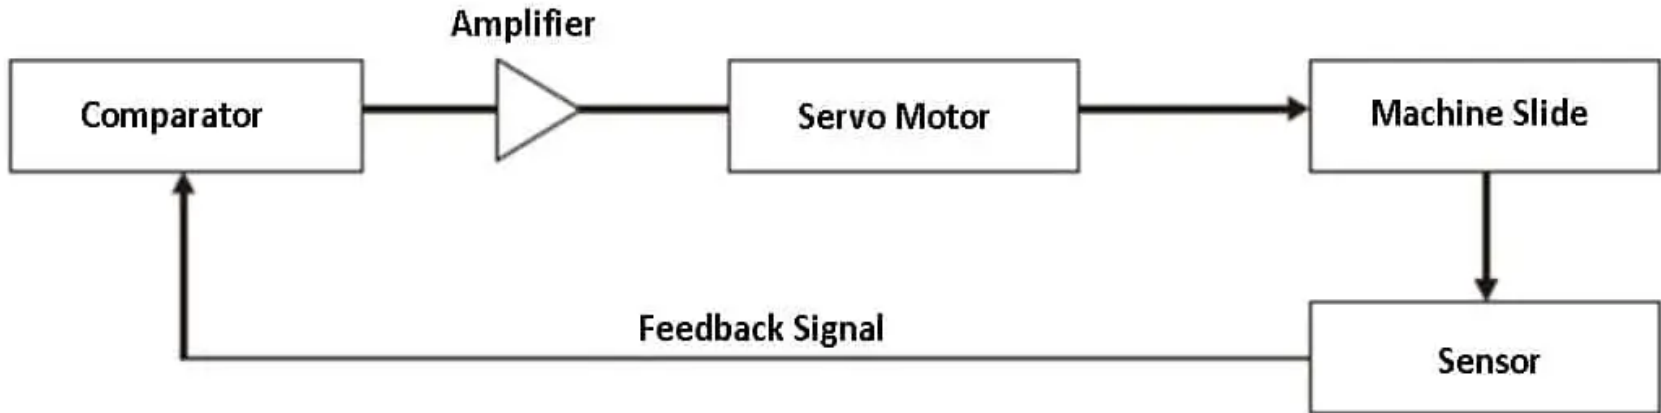 Amplifier
Comparator
Servo Motor
Machine Slide
Feedback Signal
Sensor